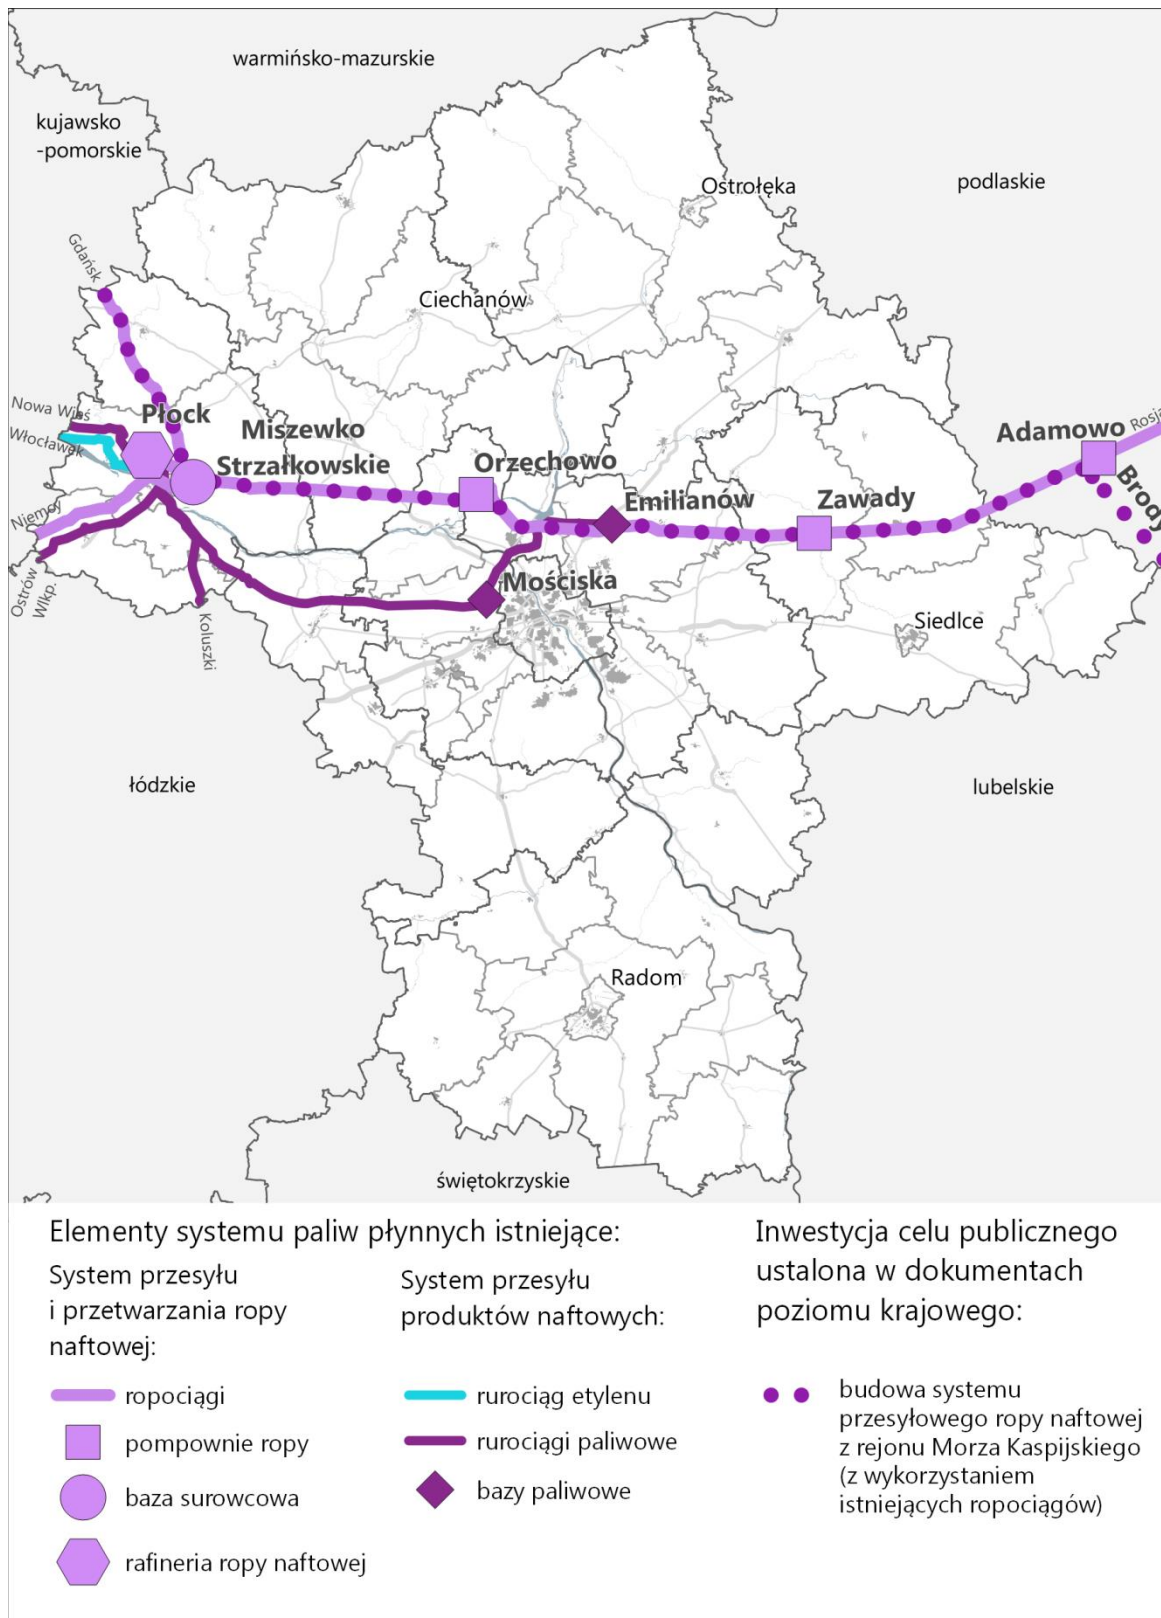 warmińsko-mazurskie
kujawsko
-pomorskie
podlaskie
Ostrołęka
Gdańsk
Ciechanów
Nowa Wieś
Włocławek
Płock
Miszewko
Strzałkowskie
Orzechowo
Emilianów
Zawady
Adamowo
Rosja
Brody
Niemcy
Ostrów
Wlkp.
Koluszki
Mościska
Siedlce
łódzkie
lubelskie
Radom
świętokrzyskie
Elementy systemu paliw płynnych istniejące:
System przesyłu
i przetwarzania ropy
naftowej:
ropociągi
pompownie ropy
baza surowcowa
rafineria ropy naftowej
System przesyłu
produktów naftowych:
rurociąg etylenu
rurociągi paliwowe
bazy paliwowe
Inwestycja celu publicznego
ustalona w dokumentach
poziomu krajowego:
budowa systemu
przesyłowego ropy naftowej
z rejonu Morza Kaspijskiego
(z wykorzystaniem
istniejących ropociągów)